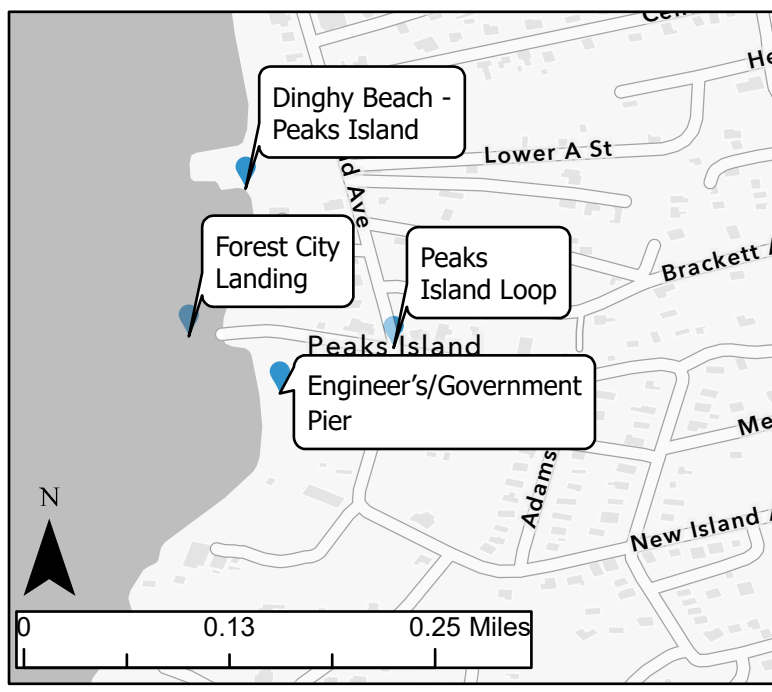 Dinghy Beach -
Peaks Island
Lower A St
Forest City
Landing
Peaks
Island Loop
Brackett
Peaks Island
Engineer's/Government
Pier
Adams
New Island
N
0 0.13 0.25 Miles